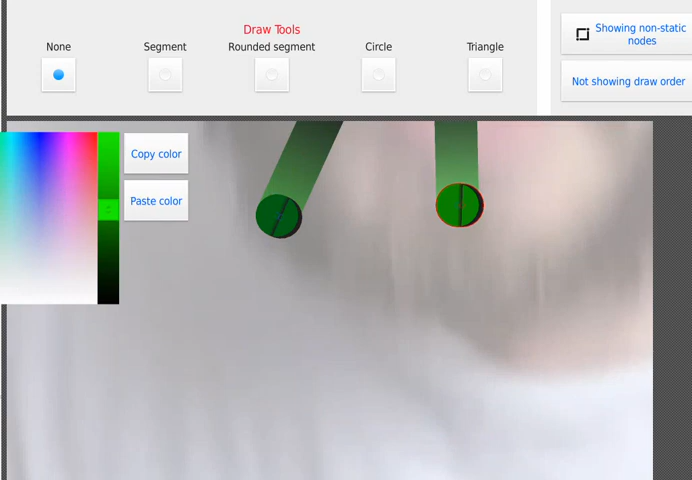 Draw Tools
None
Segment
Rounded segment
Circle
Triangle
Showing non-static
nodes
Not showing draw order
Copy color
Paste color